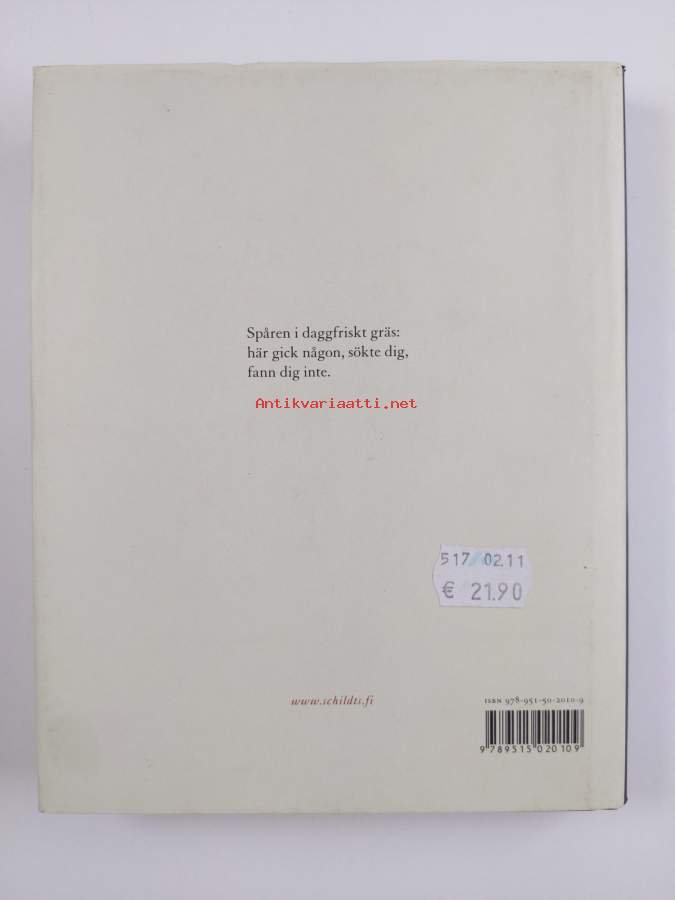 Spåren i daggfriskt gräs:
här gick någon, sökte dig,
fann dig inte.
Antikvariaatti.net
517 02.11
€ 21.90
www.schildts.fi
ISBN 978-951-50-2010-9
9 789515 020109